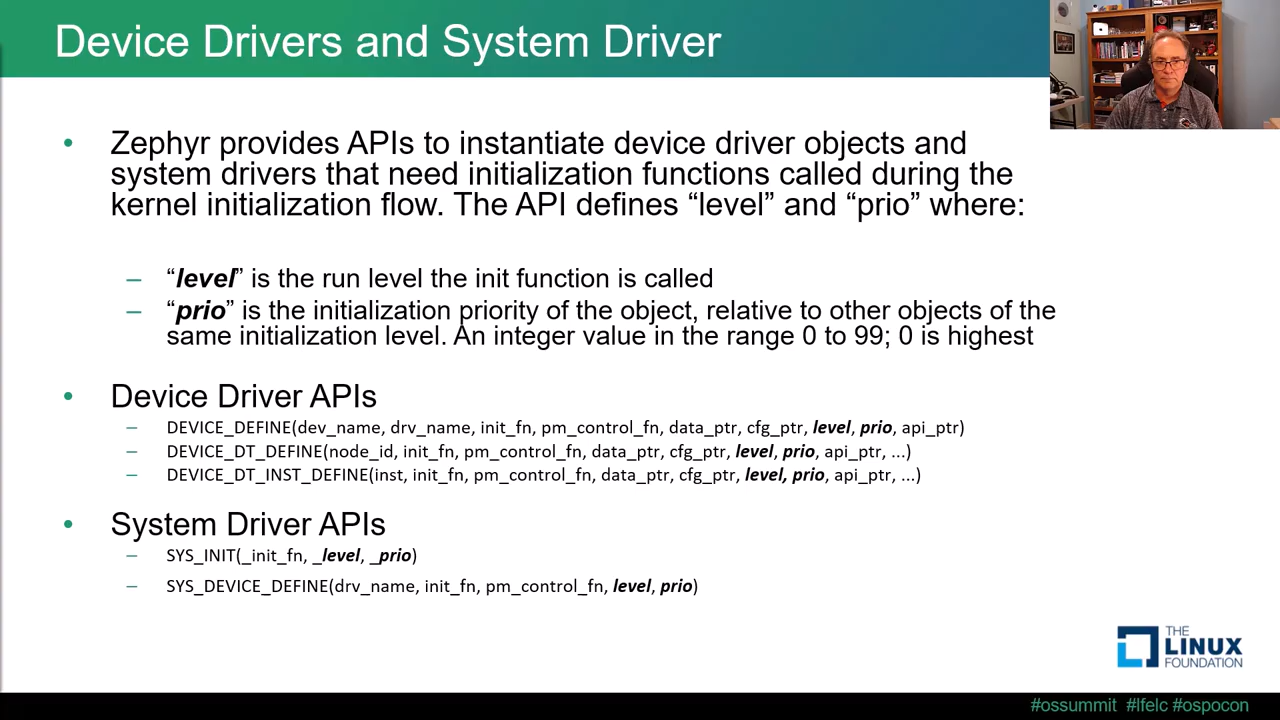 Device Drivers and System Driver
• Zephyr provides APIs to instantiate device driver objects and
system drivers that need initialization functions called during the
kernel initialization flow. The API defines “level” and “prio” where:
– “level” is the run level the init function is called
– “prio” is the initialization priority of the object, relative to other objects of the
same initialization level. An integer value in the range 0 to 99; 0 is highest
• Device Driver APIs
– DEVICE_DEFINE(dev_name, drv_name, init_fn, pm_control_fn, data_ptr, cfg_ptr, level, prio, api_ptr)
– DEVICE_DT_DEFINE(node_id, init_fn, pm_control_fn, data_ptr, cfg_ptr, level, prio, api_ptr, ...)
– DEVICE_DT_INST_DEFINE(inst, init_fn, pm_control_fn, data_ptr, cfg_ptr, level, prio, api_ptr, ...)
• System Driver APIs
– SYS_INIT(_init_fn, _level, _prio)
– SYS_DEVICE_DEFINE(drv_name, init_fn, pm_control_fn, level, prio)
THE
LINUX
FOUNDATION
#ossummit #lfelc #ospocon